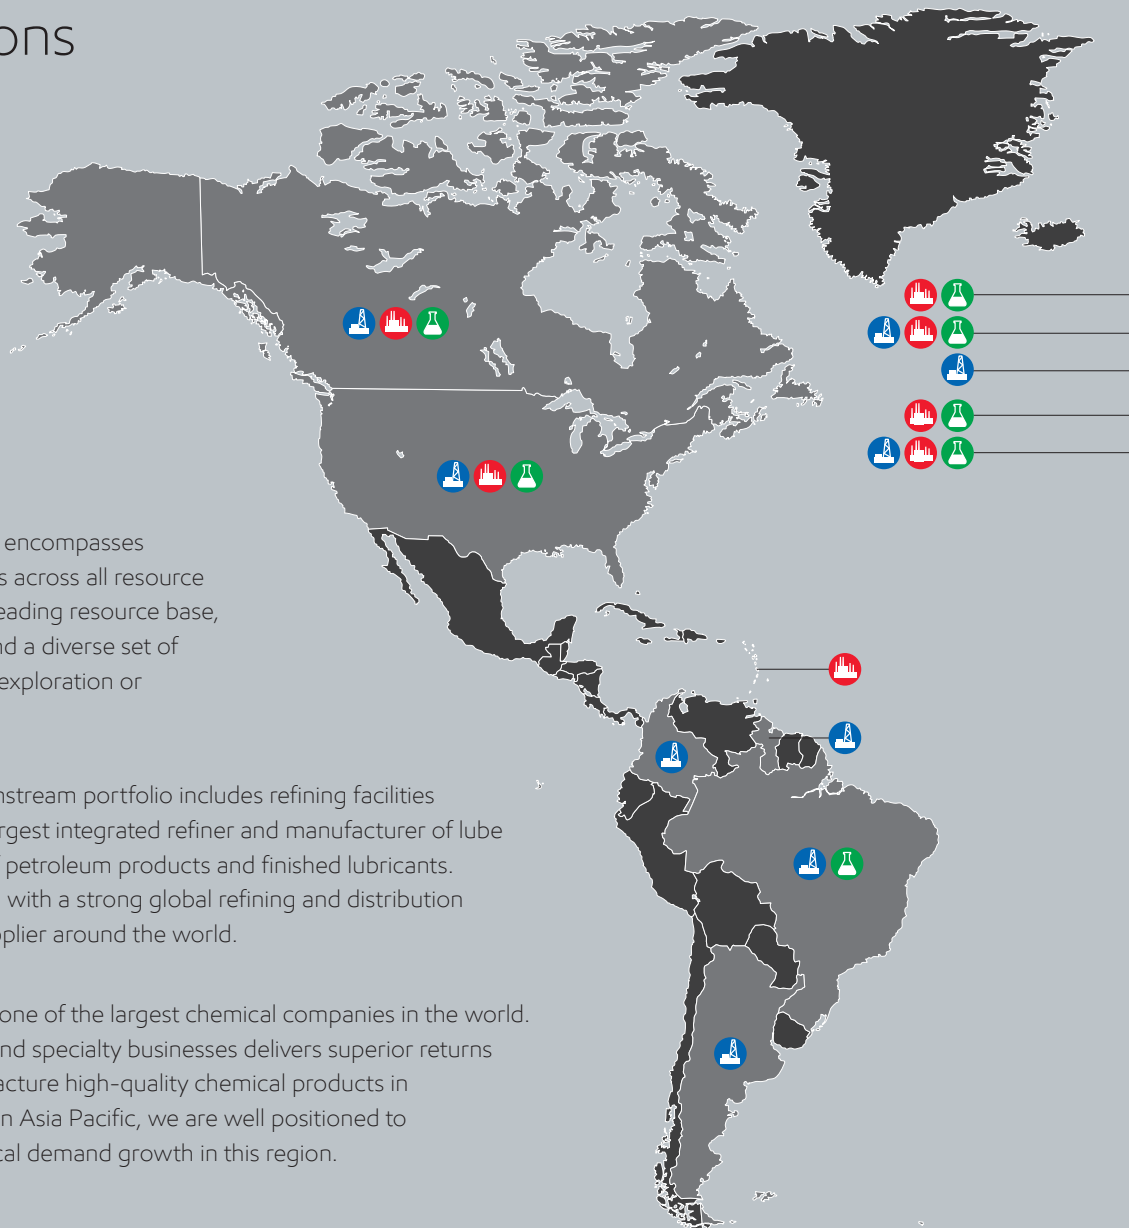 ons
encompasses
s across all resource
eading resource base,
nd a diverse set of
exploration or
nstream portfolio includes refining facilities
rgest integrated refiner and manufacturer of lube
f petroleum products and finished lubricants.
with a strong global refining and distribution
pplier around the world.
one of the largest chemical companies in the world.
nd specialty businesses delivers superior returns
acture high-quality chemical products in
n Asia Pacific, we are well positioned to
cal demand growth in this region.